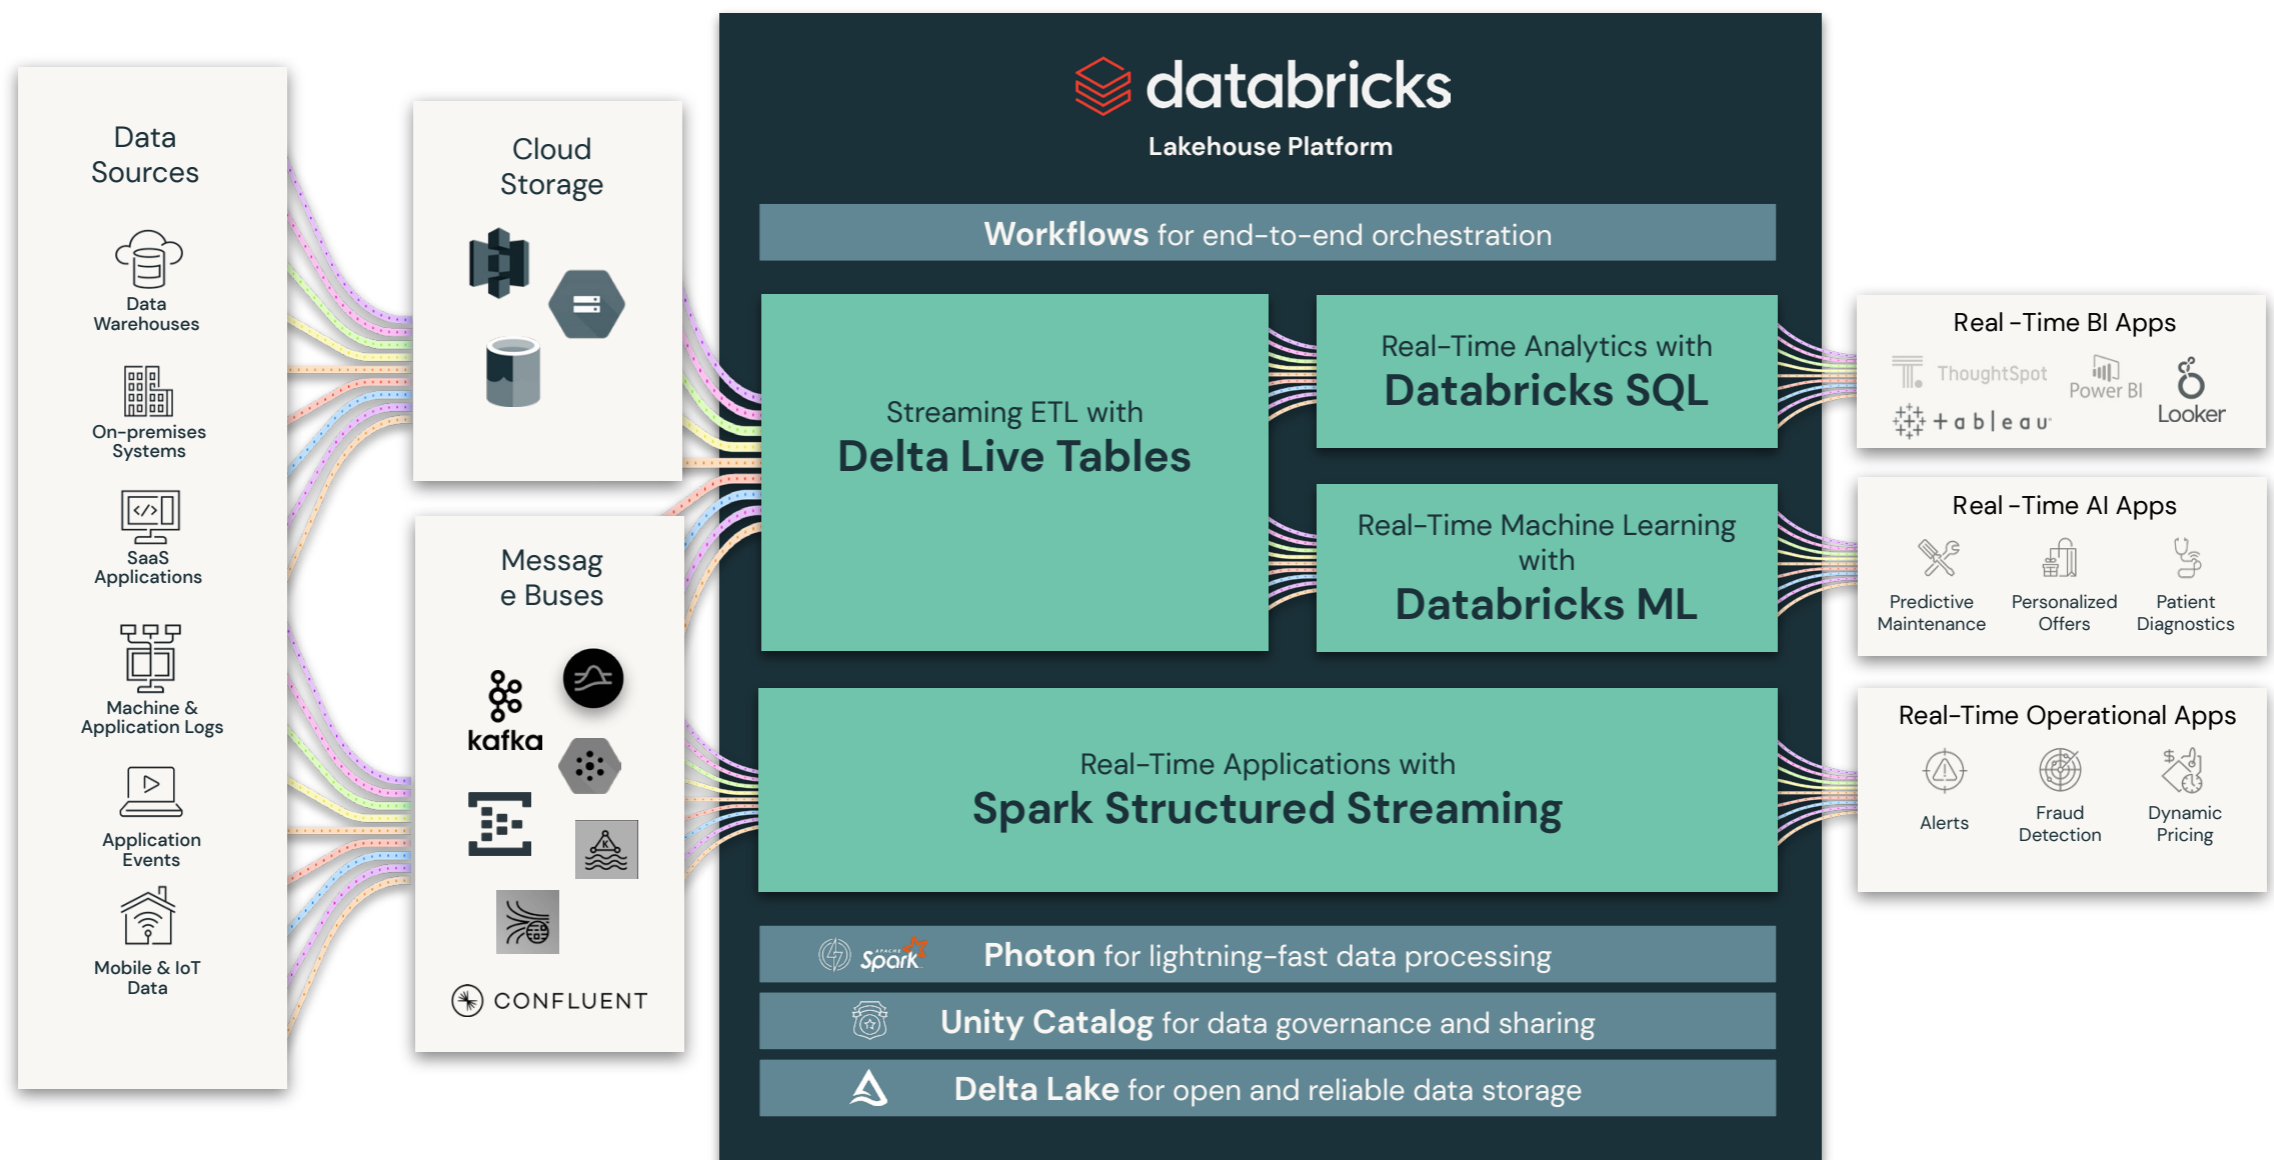 Data
Sources
Data
Warehouses
On-premises
Systems
SaaS
Applications
Machine &
Application Logs
Application
Events
Mobile & IoT
Data
Cloud
Storage
Messag
e Buses
kafka
K
CONFLUENT
databricks
Lakehouse Platform
Workflows for end-to-end orchestration
Streaming ETL with
Delta Live Tables
Real-Time Analytics with
Databricks SQL
Real-Time Machine Learning
with
Databricks ML
Real-Time Applications with
Spark Structured Streaming
APACHE
Spark
Photon for lightning-fast data processing
Unity Catalog for data governance and sharing
Delta Lake for open and reliable data storage
Real -Time BI Apps
ThoughtSpot
Power BI
Looker
+ableau
Real -Time AI Apps
Predictive
Maintenance
Personalized
Offers
Patient
Diagnostics
Real-Time Operational Apps
Alerts
Fraud
Detection
$
Dynamic
Pricing